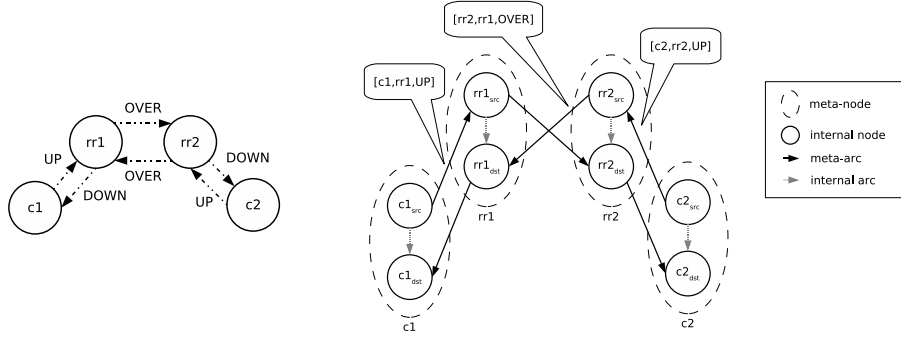 OVER
rr1
rr2
UP
DOWN
OVER
DOWN
UP
c1
c2
[rr2,rr1,OVER]
[c1,rr1,UP]
[c2,rr2,UP]
rr1src
rr2src
rr1dst
rr2dst
rr1
rr2
c1src
c2src
c1dst
c2dst
c1
c2
meta-node
internal node
meta-arc
internal arc